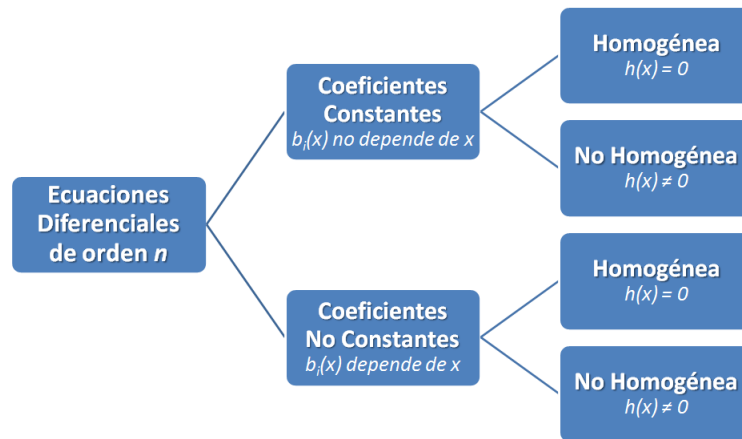 Ecuaciones
Diferenciales
de orden n
Coeficientes
Constantes
bᵢ(x) no depende de x
Homogénea
h(x) = 0
No Homogénea
h(x) ≠ 0
Coeficientes
No Constantes
bᵢ(x) depende de x
Homogénea
h(x) = 0
No Homogénea
h(x) ≠ 0